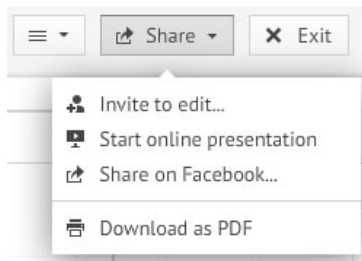 Share
Exit
Invite to edit...
Start online presentation
Share on Facebook...
Download as PDF